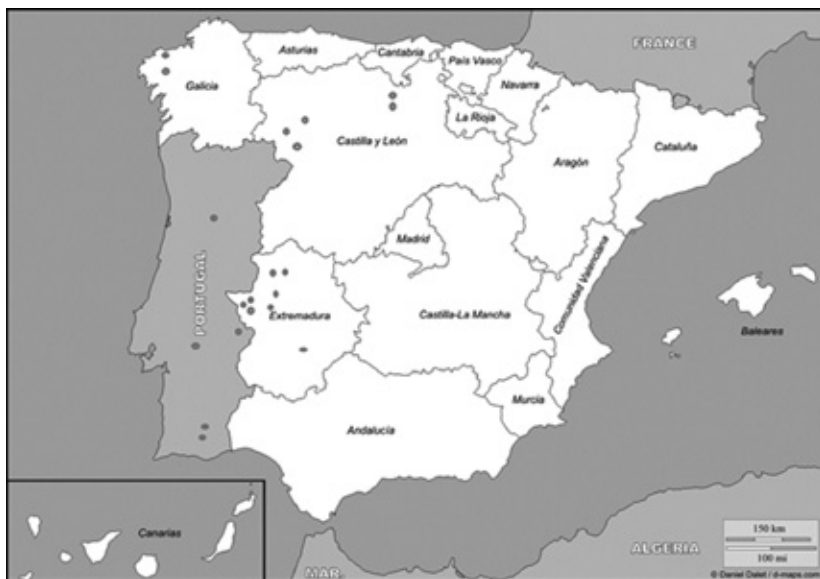 FRANCE
Asturias
Cantabria
País Vasco
Navarra
Galicia
La Rioja
Castilla y León
Aragón
Cataluña
Madrid
Comunidad Valenciana
PORTUGAL
Extremadura
Castilla-La Mancha
Baleares
Murcia
Andalucía
Canarias
150 km
100 mi
ALGERIA
MAR.
© Daniel Dalet / d-maps.com